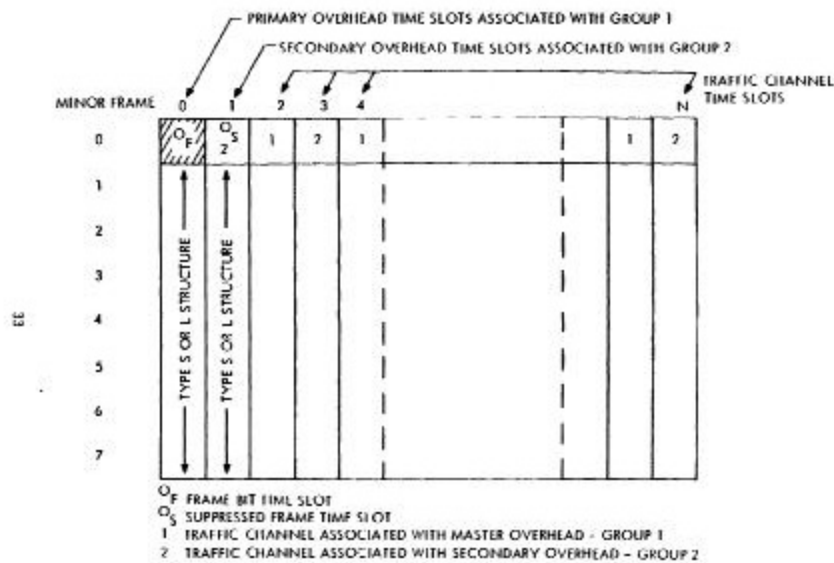 PRIMARY OVERHEAD TIME SLOTS ASSOCIATED WITH GROUP 1
SECONDARY OVERHEAD TIME SLOTS ASSOCIATED WITH GROUP 2
TRAFFIC CHANNEL
TIME SLOTS
MINOR FRAME 0 1 2 3 4 N
0 OF OS 2 1 2 1 1 2
1
2
3
4
5
6
7
TYPE S OR L STRUCTURE
TYPE S OR L STRUCTURE
33
OF FRAME BIT TIME SLOT
OS SUPPRESSED FRAME TIME SLOT
1 TRAFFIC CHANNEL ASSOCIATED WITH MASTER OVERHEAD - GROUP 1
2 TRAFFIC CHANNEL ASSOCIATED WITH SECONDARY OVERHEAD - GROUP 2